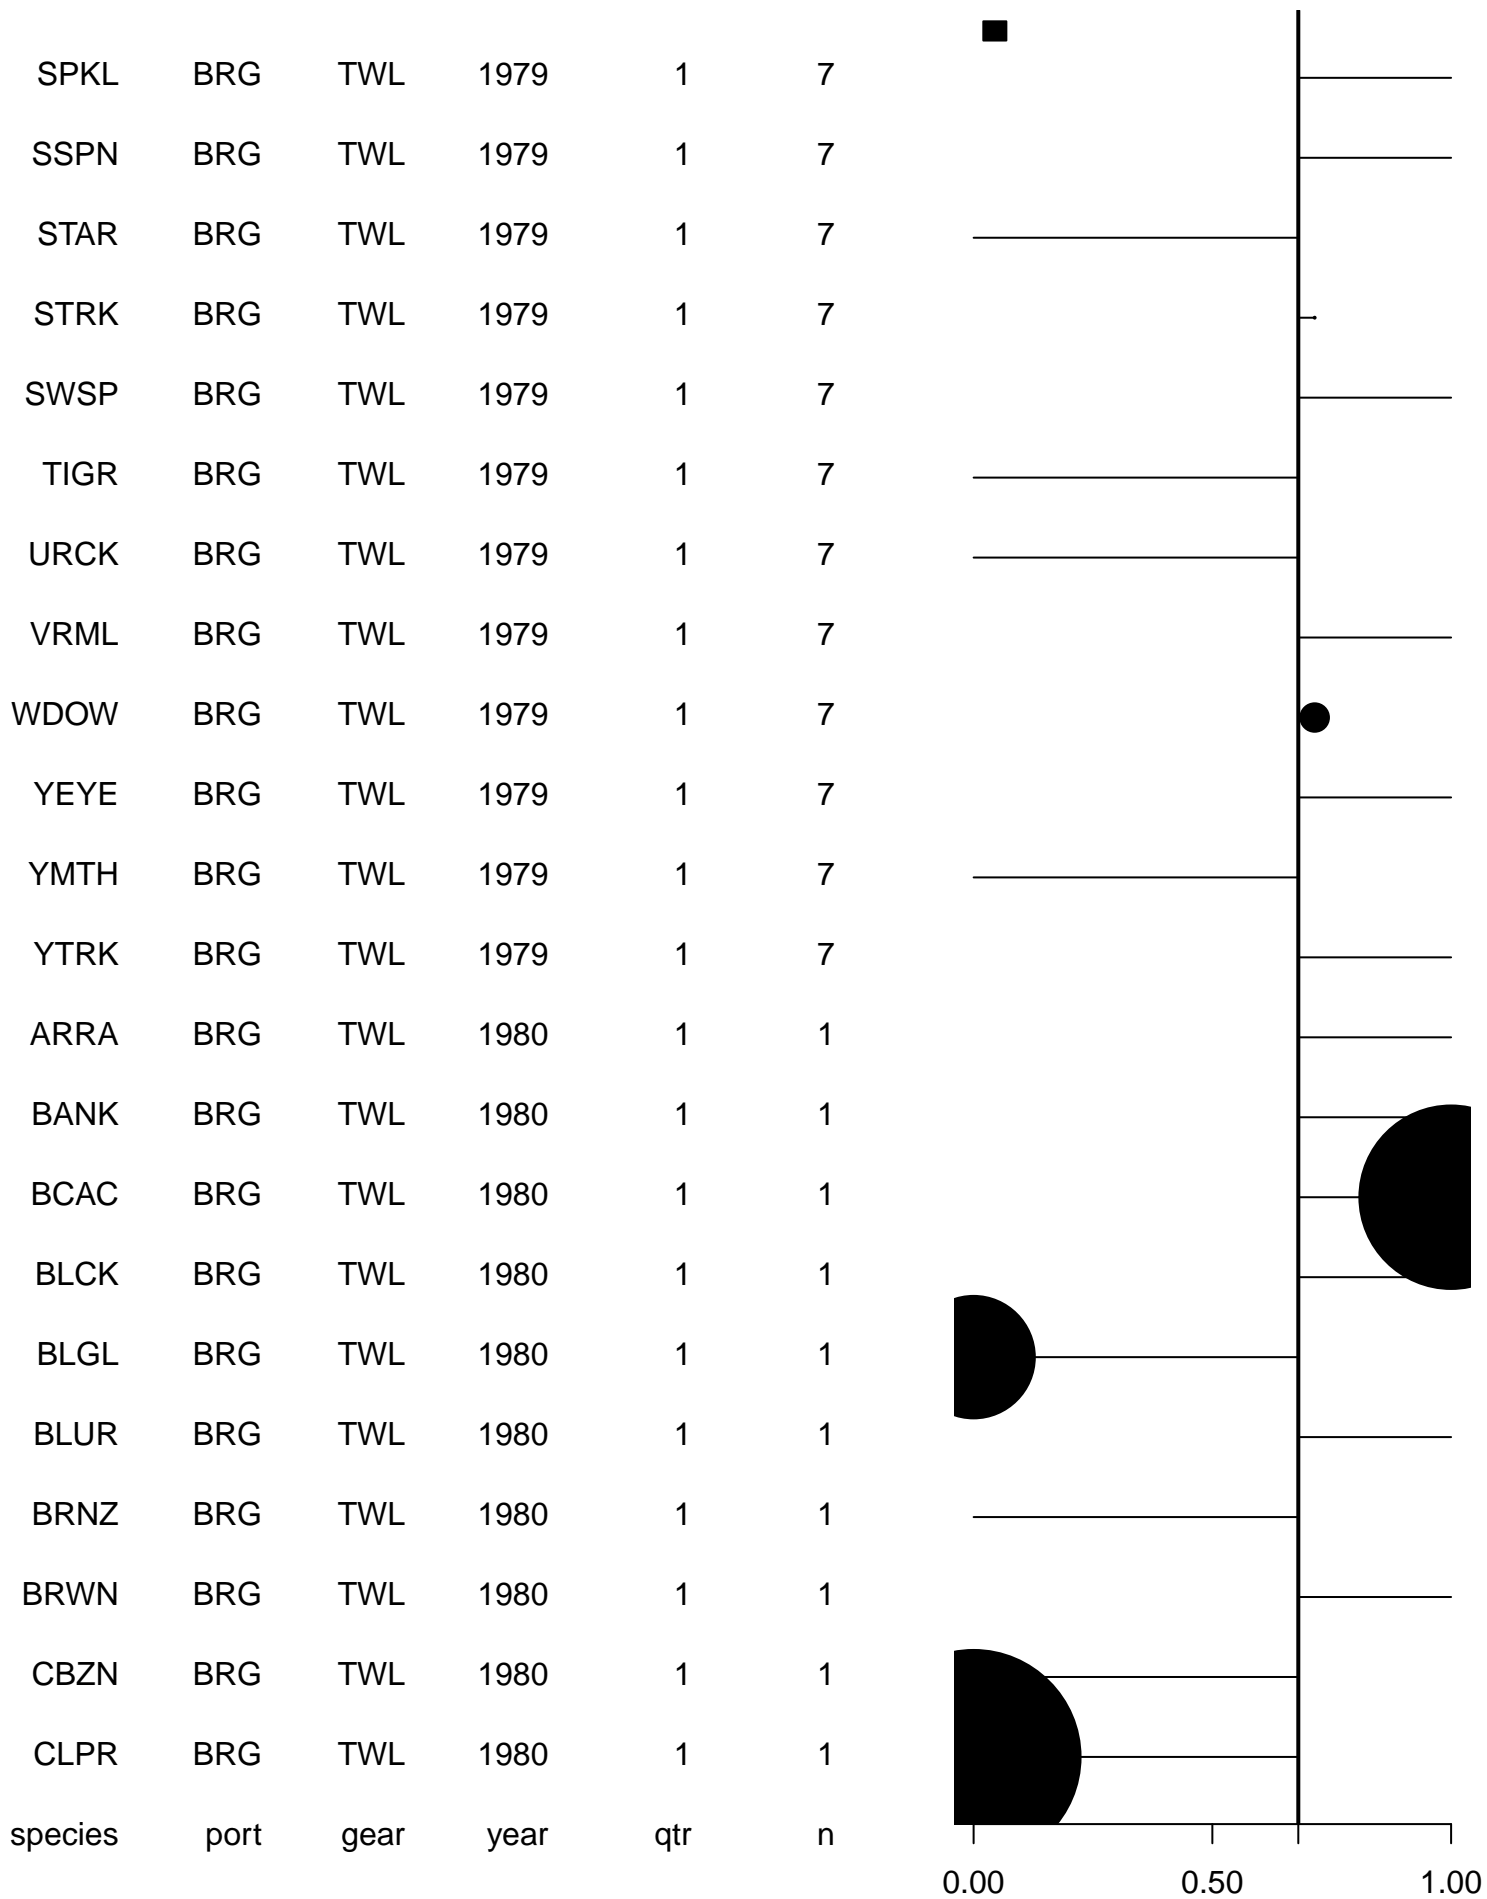 SPKL BRG TWL 1979 1 7
SSPN BRG TWL 1979 1 7
STAR BRG TWL 1979 1 7
STRK BRG TWL 1979 1 7
SWSP BRG TWL 1979 1 7
TIGR BRG TWL 1979 1 7
URCK BRG TWL 1979 1 7
VRML BRG TWL 1979 1 7
WDOW BRG TWL 1979 1 7
YEYE BRG TWL 1979 1 7
YMTH BRG TWL 1979 1 7
YTRK BRG TWL 1979 1 7
ARRA BRG TWL 1980 1 1
BANK BRG TWL 1980 1 1
BCAC BRG TWL 1980 1 1
BLCK BRG TWL 1980 1 1
BLGL BRG TWL 1980 1 1
BLUR BRG TWL 1980 1 1
BRNZ BRG TWL 1980 1 1
BRWN BRG TWL 1980 1 1
CBZN BRG TWL 1980 1 1
CLPR BRG TWL 1980 1 1
species port gear year qtr n
0.00 0.50 1.00